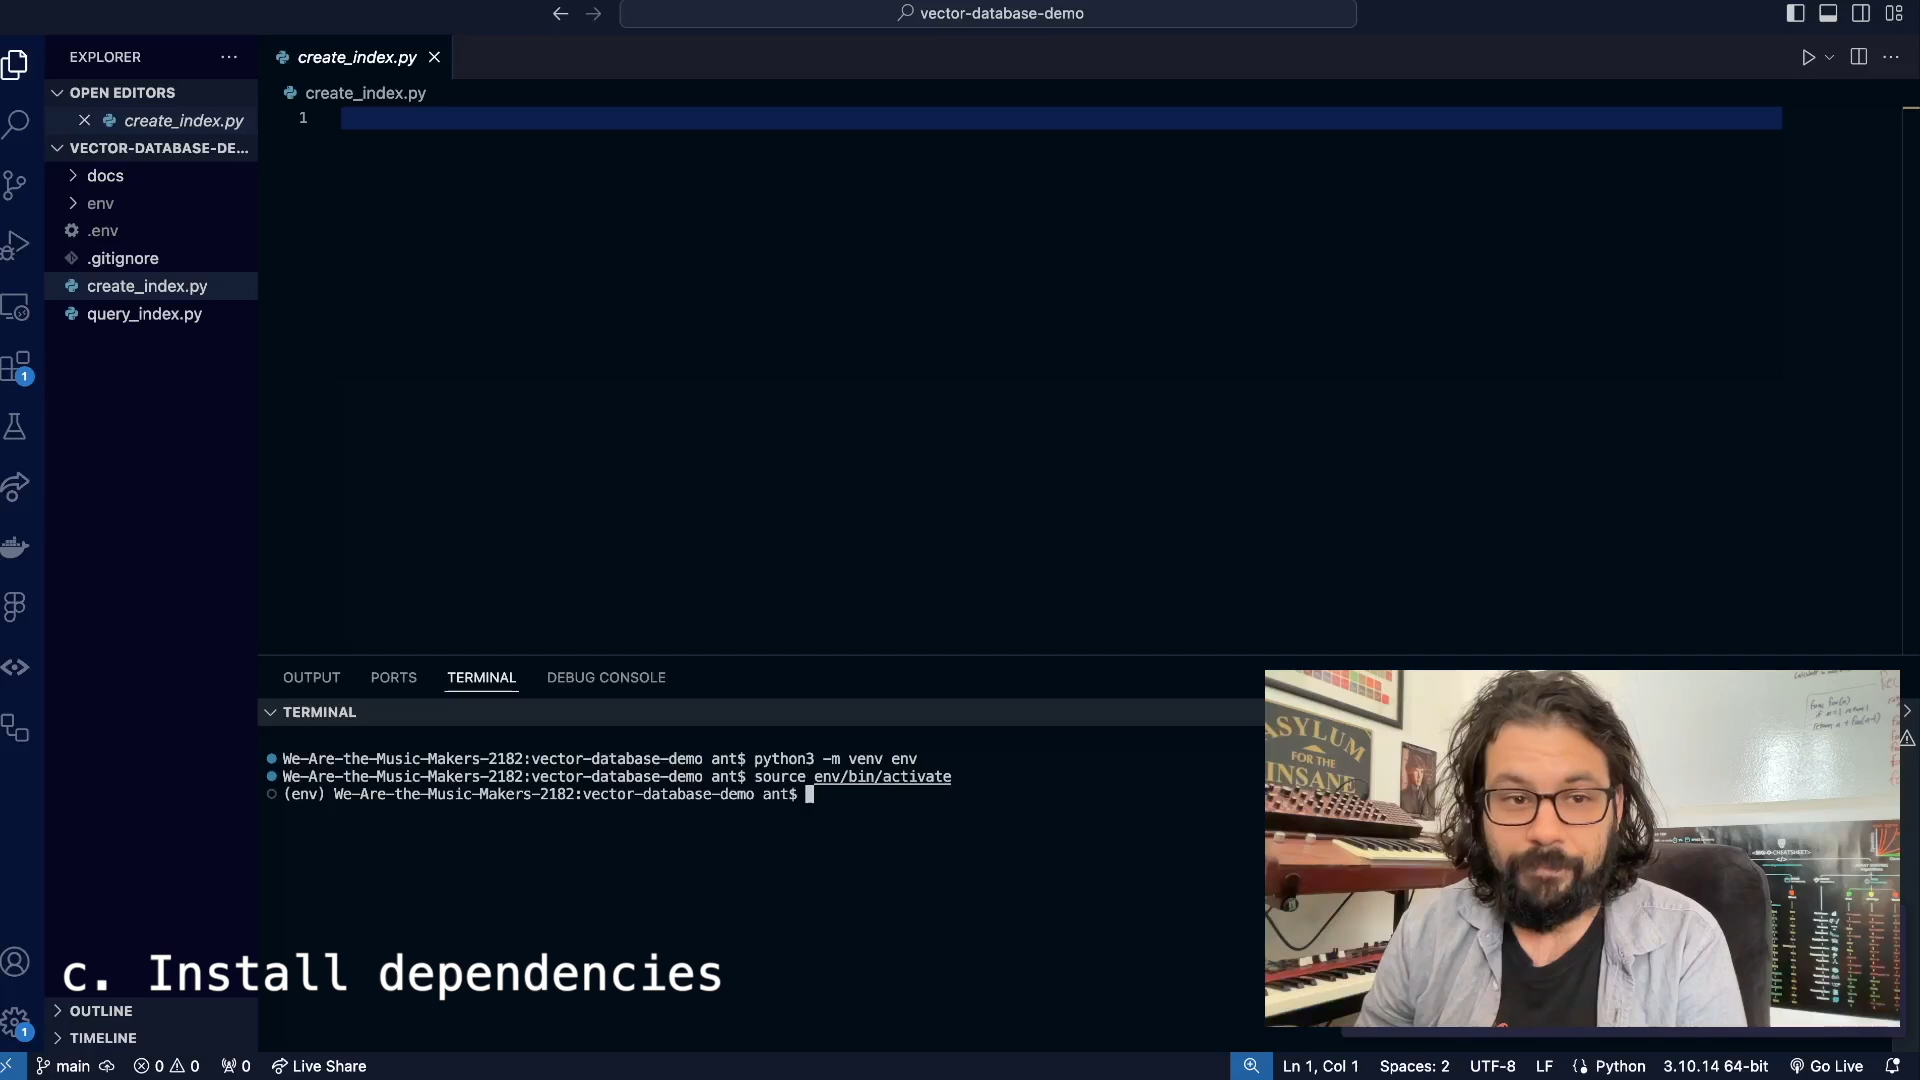 vector-database-demo
EXPLORER
create_index.py
OPEN EDITORS
create_index.py
create_index.py
1
VECTOR-DATABASE-DE...
docs
env
.env
.gitignore
create_index.py
query_index.py
1
OUTPUT
PORTS
TERMINAL
DEBUG CONSOLE
TERMINAL
We-Are-the-Music-Makers-2182:vector-database-demo ant$ python3 -m venv env
We-Are-the-Music-Makers-2182:vector-database-demo ant$ source env/bin/activate
(env) We-Are-the-Music-Makers-2182:vector-database-demo ant$
ASYLUM
FOR THE
INSANE
c. Install dependencies
OUTLINE
1
TIMELINE
main
0
0
0
Live Share
Ln 1, Col 1
Spaces: 2
UTF-8
LF
Python
3.10.14 64-bit
Go Live